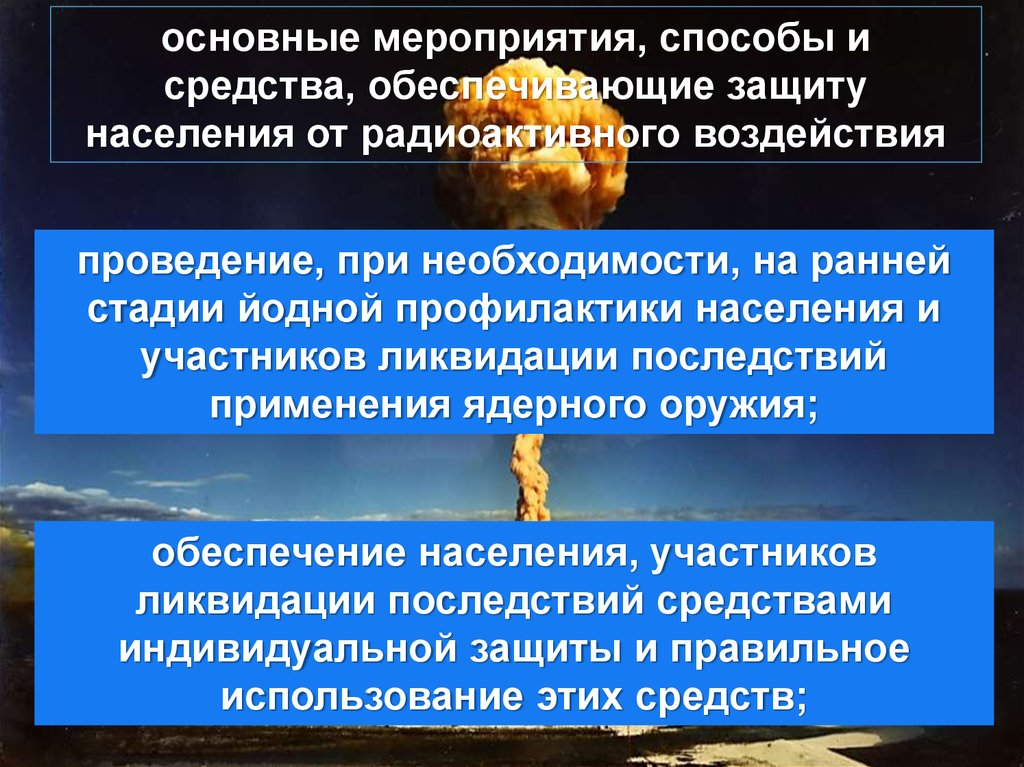 основные мероприятия, способы и
средства, обеспечивающие защиту
населения от радиоактивного воздействия
проведение, при необходимости, на ранней
стадии йодной профилактики населения и
участников ликвидации последствий
применения ядерного оружия;
обеспечение населения, участников
ликвидации последствий средствами
индивидуальной защиты и правильное
использование этих средств;